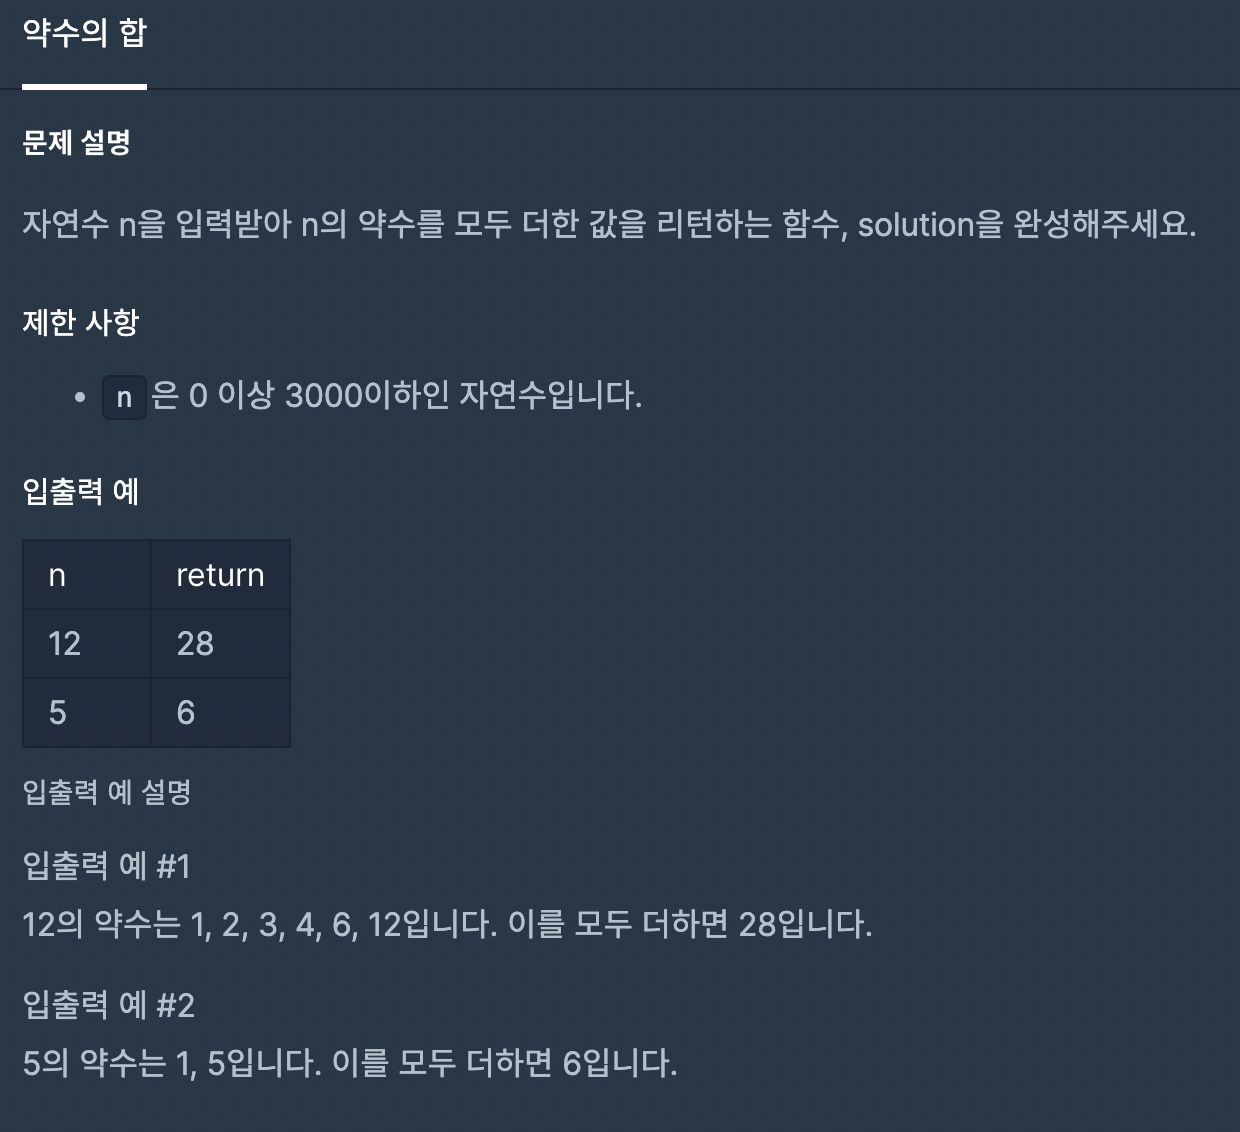 약수의 합
문제 설명
자연수 n을 입력받아 n의 약수를 모두 더한 값을 리턴하는 함수, solution을 완성해주세요.
제한 사항
• n은 0 이상 3000이하인 자연수입니다.
입출력 예
n return
12 28
5 6
입출력 예 설명
입출력 예 #1
12의 약수는 1, 2, 3, 4, 6, 12입니다. 이를 모두 더하면 28입니다.
입출력 예 #2
5의 약수는 1, 5입니다. 이를 모두 더하면 6입니다.